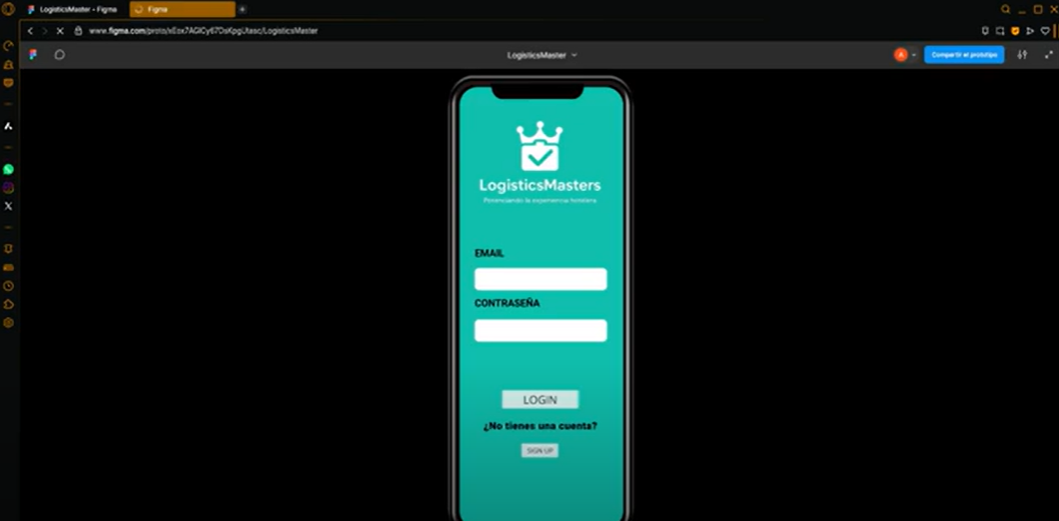 LogisticsMaster - Figma
Figma
www.figma.com/proto/
LogisticsMaster
LogisticsMaster
A
Compartir el prototipo
LogisticsMasters
Potenciando la experiencia hotelera
EMAIL
CONTRASEÑA
LOGIN
¿No tienes una cuenta?
SIGN UP